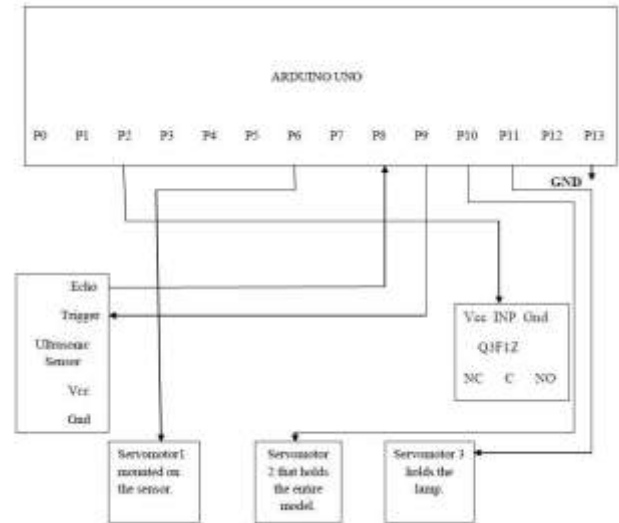 ARDUINO UNO
P0 P1 P2 P3 P4 P5 P6 P7 P8 P9 P10 P11 P12 P13
GND
Echo
Trigger
Ultrasonic
Sensor
Vcc
Gnd
Vcc INP Gnd
Q3F1Z
NC C NO
Servomotor1
mounted on
the sensor.
Servomotor
2 that holds
the entire
model.
Servomotor 3
holds the
lamp.